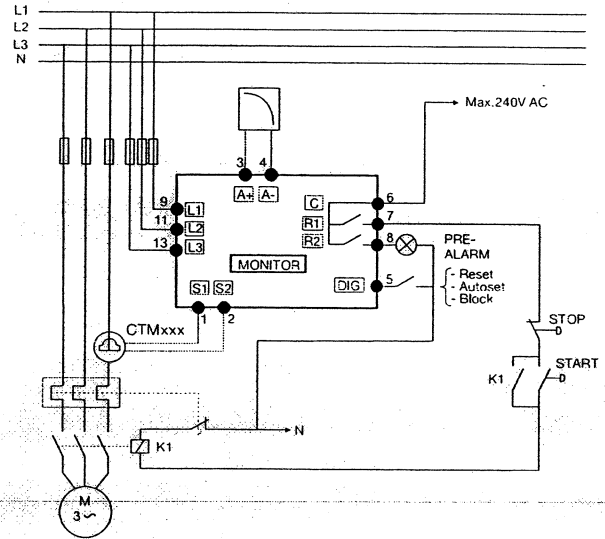 L1
L2
L3
N
Max.240V AC
3 4
A+ A-
9 L1
11 L2
13 L3
C 6
R1 7
R2 8
PRE-
ALARM
MONITOR
DIG 5
- Reset
- Autoset
- Block
S1 S2
1 2
CTMxxx
STOP
START
K1
N
K1
M
3 ~